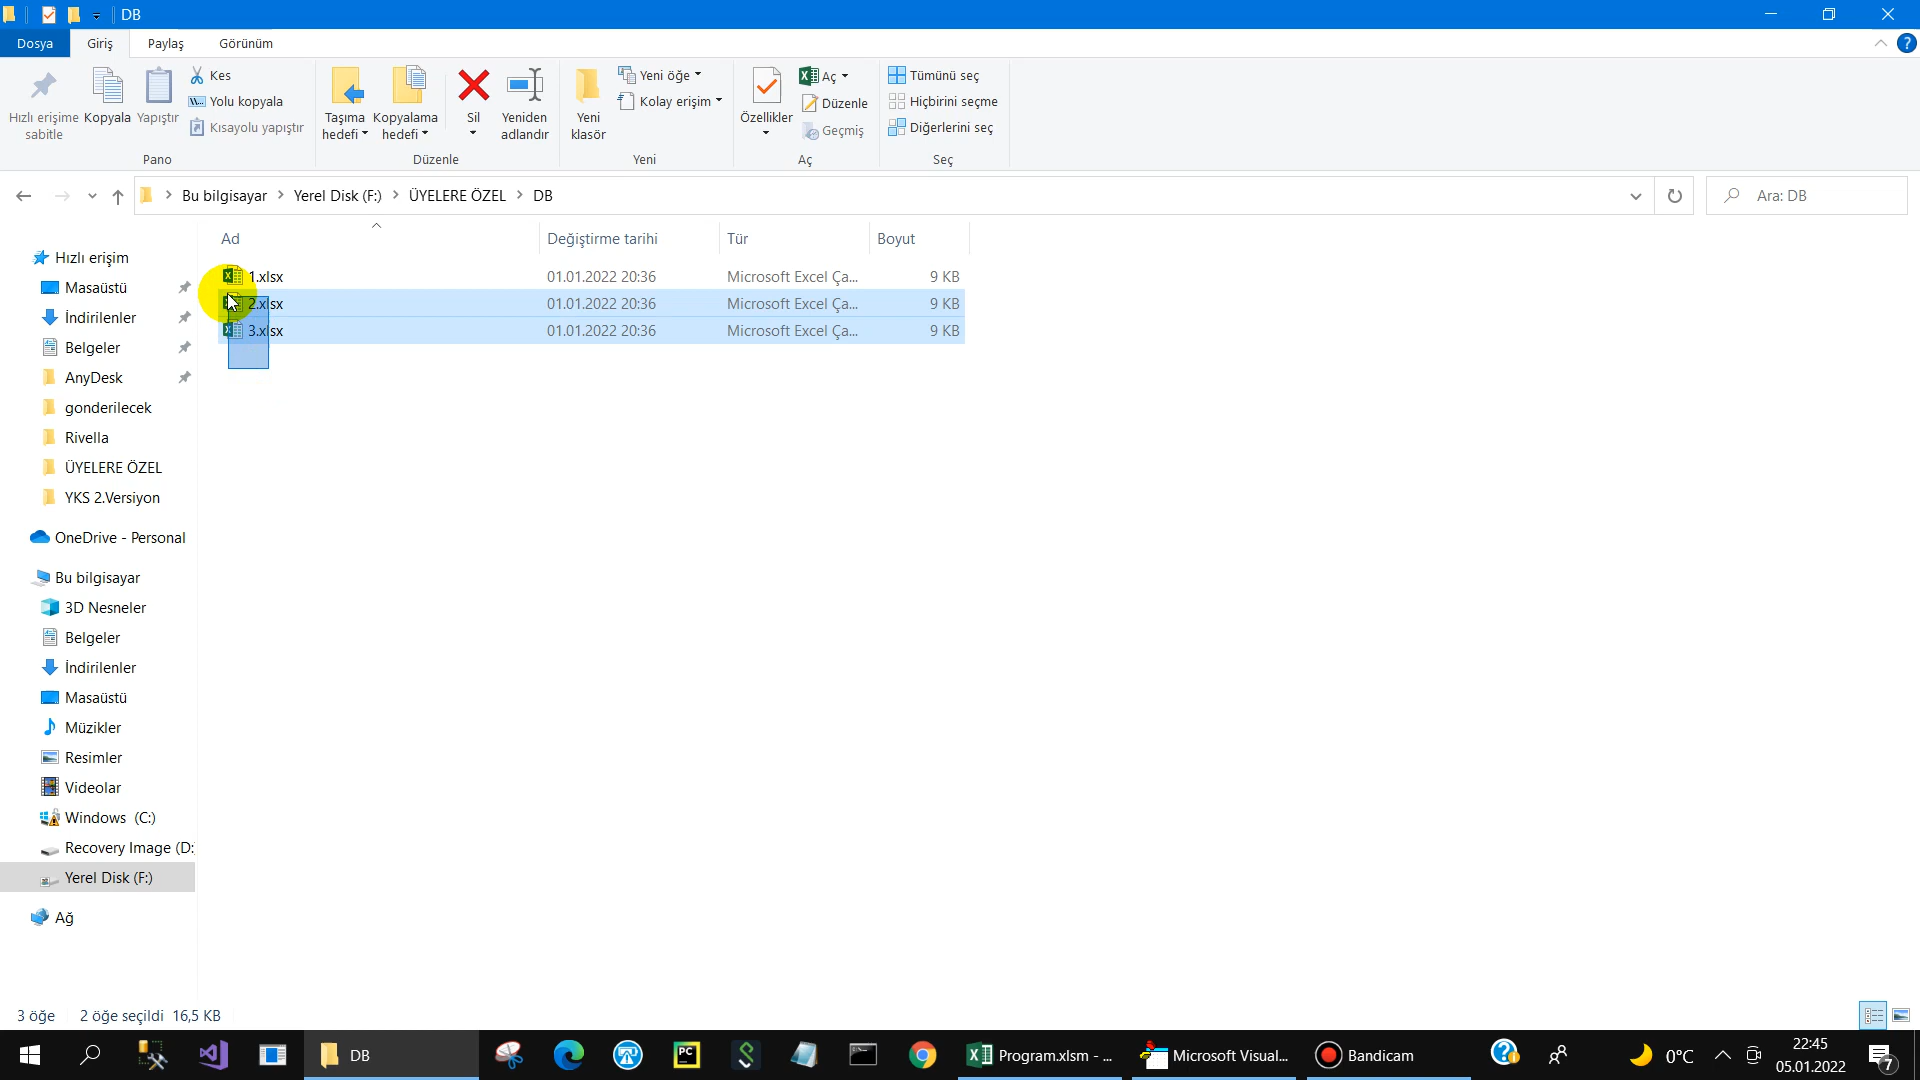 DB
Dosya
Giriş
Paylaş
Görünüm
?
Hızlı erişime
sabitle
Kopyala
Yapıştır
Kes
Yolu kopyala
Kısayolu yapıştır
Pano
Taşıma
hedefi
Kopyalama
hedefi
Sil
Yeniden
adlandır
Düzenle
Yeni
klasör
Yeni öğe
Kolay erişim
Yeni
Özellikler
Aç
Düzenle
Geçmiş
Aç
Tümünü seç
Hiçbirini seçme
Diğerlerini seç
Seç
Bu bilgisayar > Yerel Disk (F:) > ÜYELERE ÖZEL > DB
Ara: DB
Ad Değiştirme tarihi Tür Boyut
1.xlsx 01.01.2022 20:36 Microsoft Excel Ça... 9 KB
2.xlsx 01.01.2022 20:36 Microsoft Excel Ça... 9 KB
3.xlsx 01.01.2022 20:36 Microsoft Excel Ça... 9 KB
Hızlı erişim
Masaüstü
İndirilenler
Belgeler
AnyDesk
gonderilecek
Rivella
ÜYELERE ÖZEL
YKS 2.Versiyon
OneDrive - Personal
Bu bilgisayar
3D Nesneler
Belgeler
İndirilenler
Masaüstü
Müzikler
Resimler
Videolar
Windows (C:)
Recovery Image (D:
Yerel Disk (F:)
Ağ
3 öğe 2 öğe seçildi 16,5 KB
DB
PC
Program.xlsm - ...
Microsoft Visual...
Bandicam
0°C
22:45
05.01.2022
7